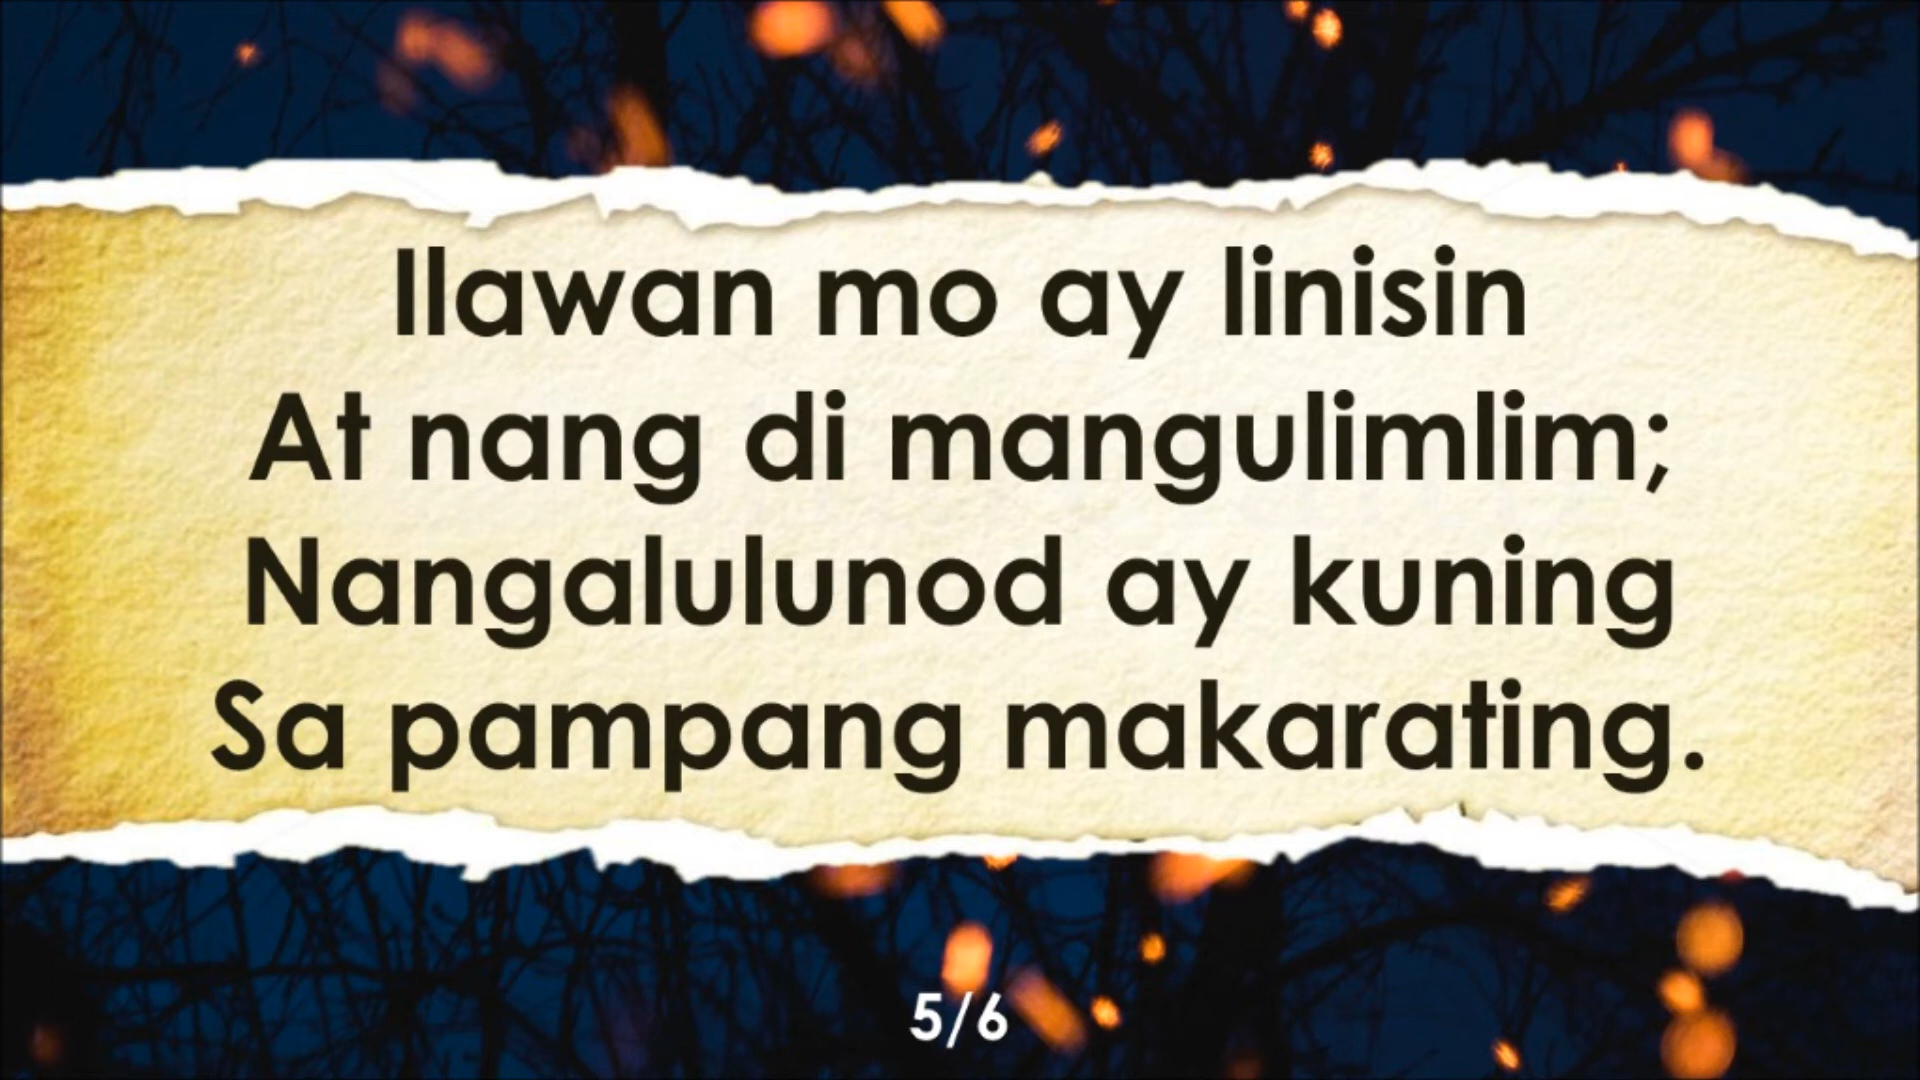 Ilawan mo ay linisin
At nang di mangulimlim;
Nangalulunod ay kuning
Sa pampang makarating.
5/6